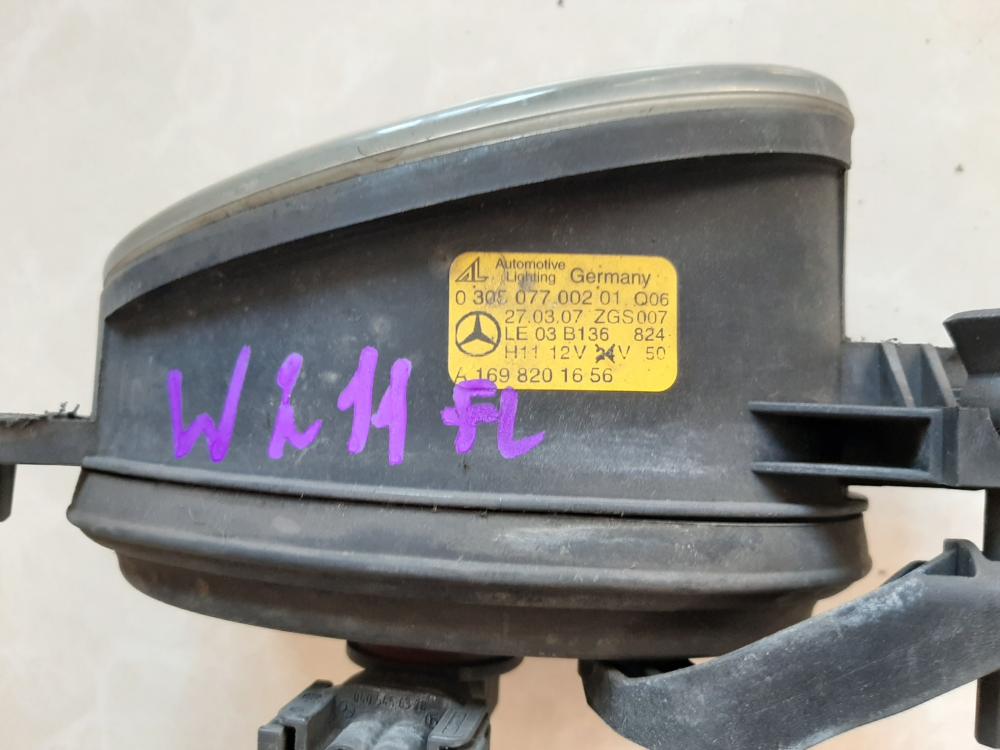 AL Automotive Lighting Germany
0 305 077 002 01 Q06
27.03.07 ZGS007
LE 03 B136 824
H11 12V 24V 50
A 169 820 16 56
W211 FL